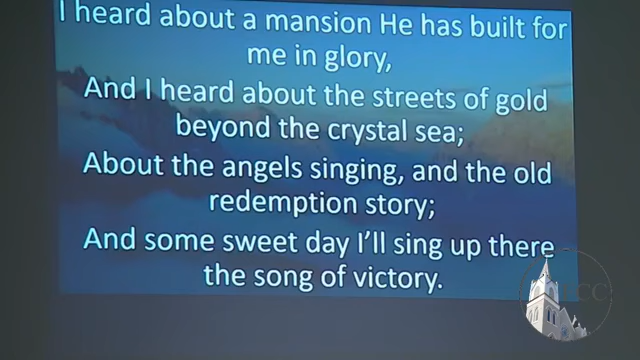 I heard about a mansion He has built for
me in glory,
And I heard about the streets of gold
beyond the crystal sea;
About the angels singing, and the old
redemption story;
And some sweet day I'll sing up there
the song of victory.